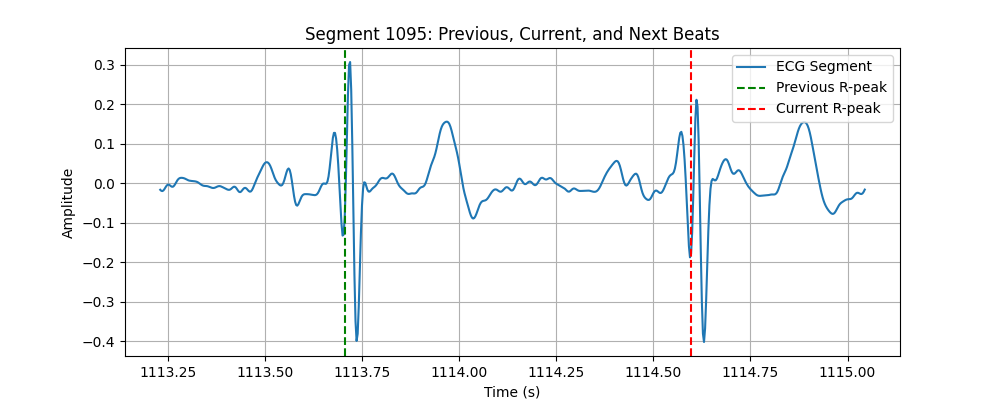 Segment 1095: Previous, Current, and Next Beats
ECG Segment
Previous R-peak
Current R-peak
0.3
0.2
0.1
0.0
−0.1
−0.2
−0.3
−0.4
Amplitude
1113.25 1113.50 1113.75 1114.00 1114.25 1114.50 1114.75 1115.00
Time (s)